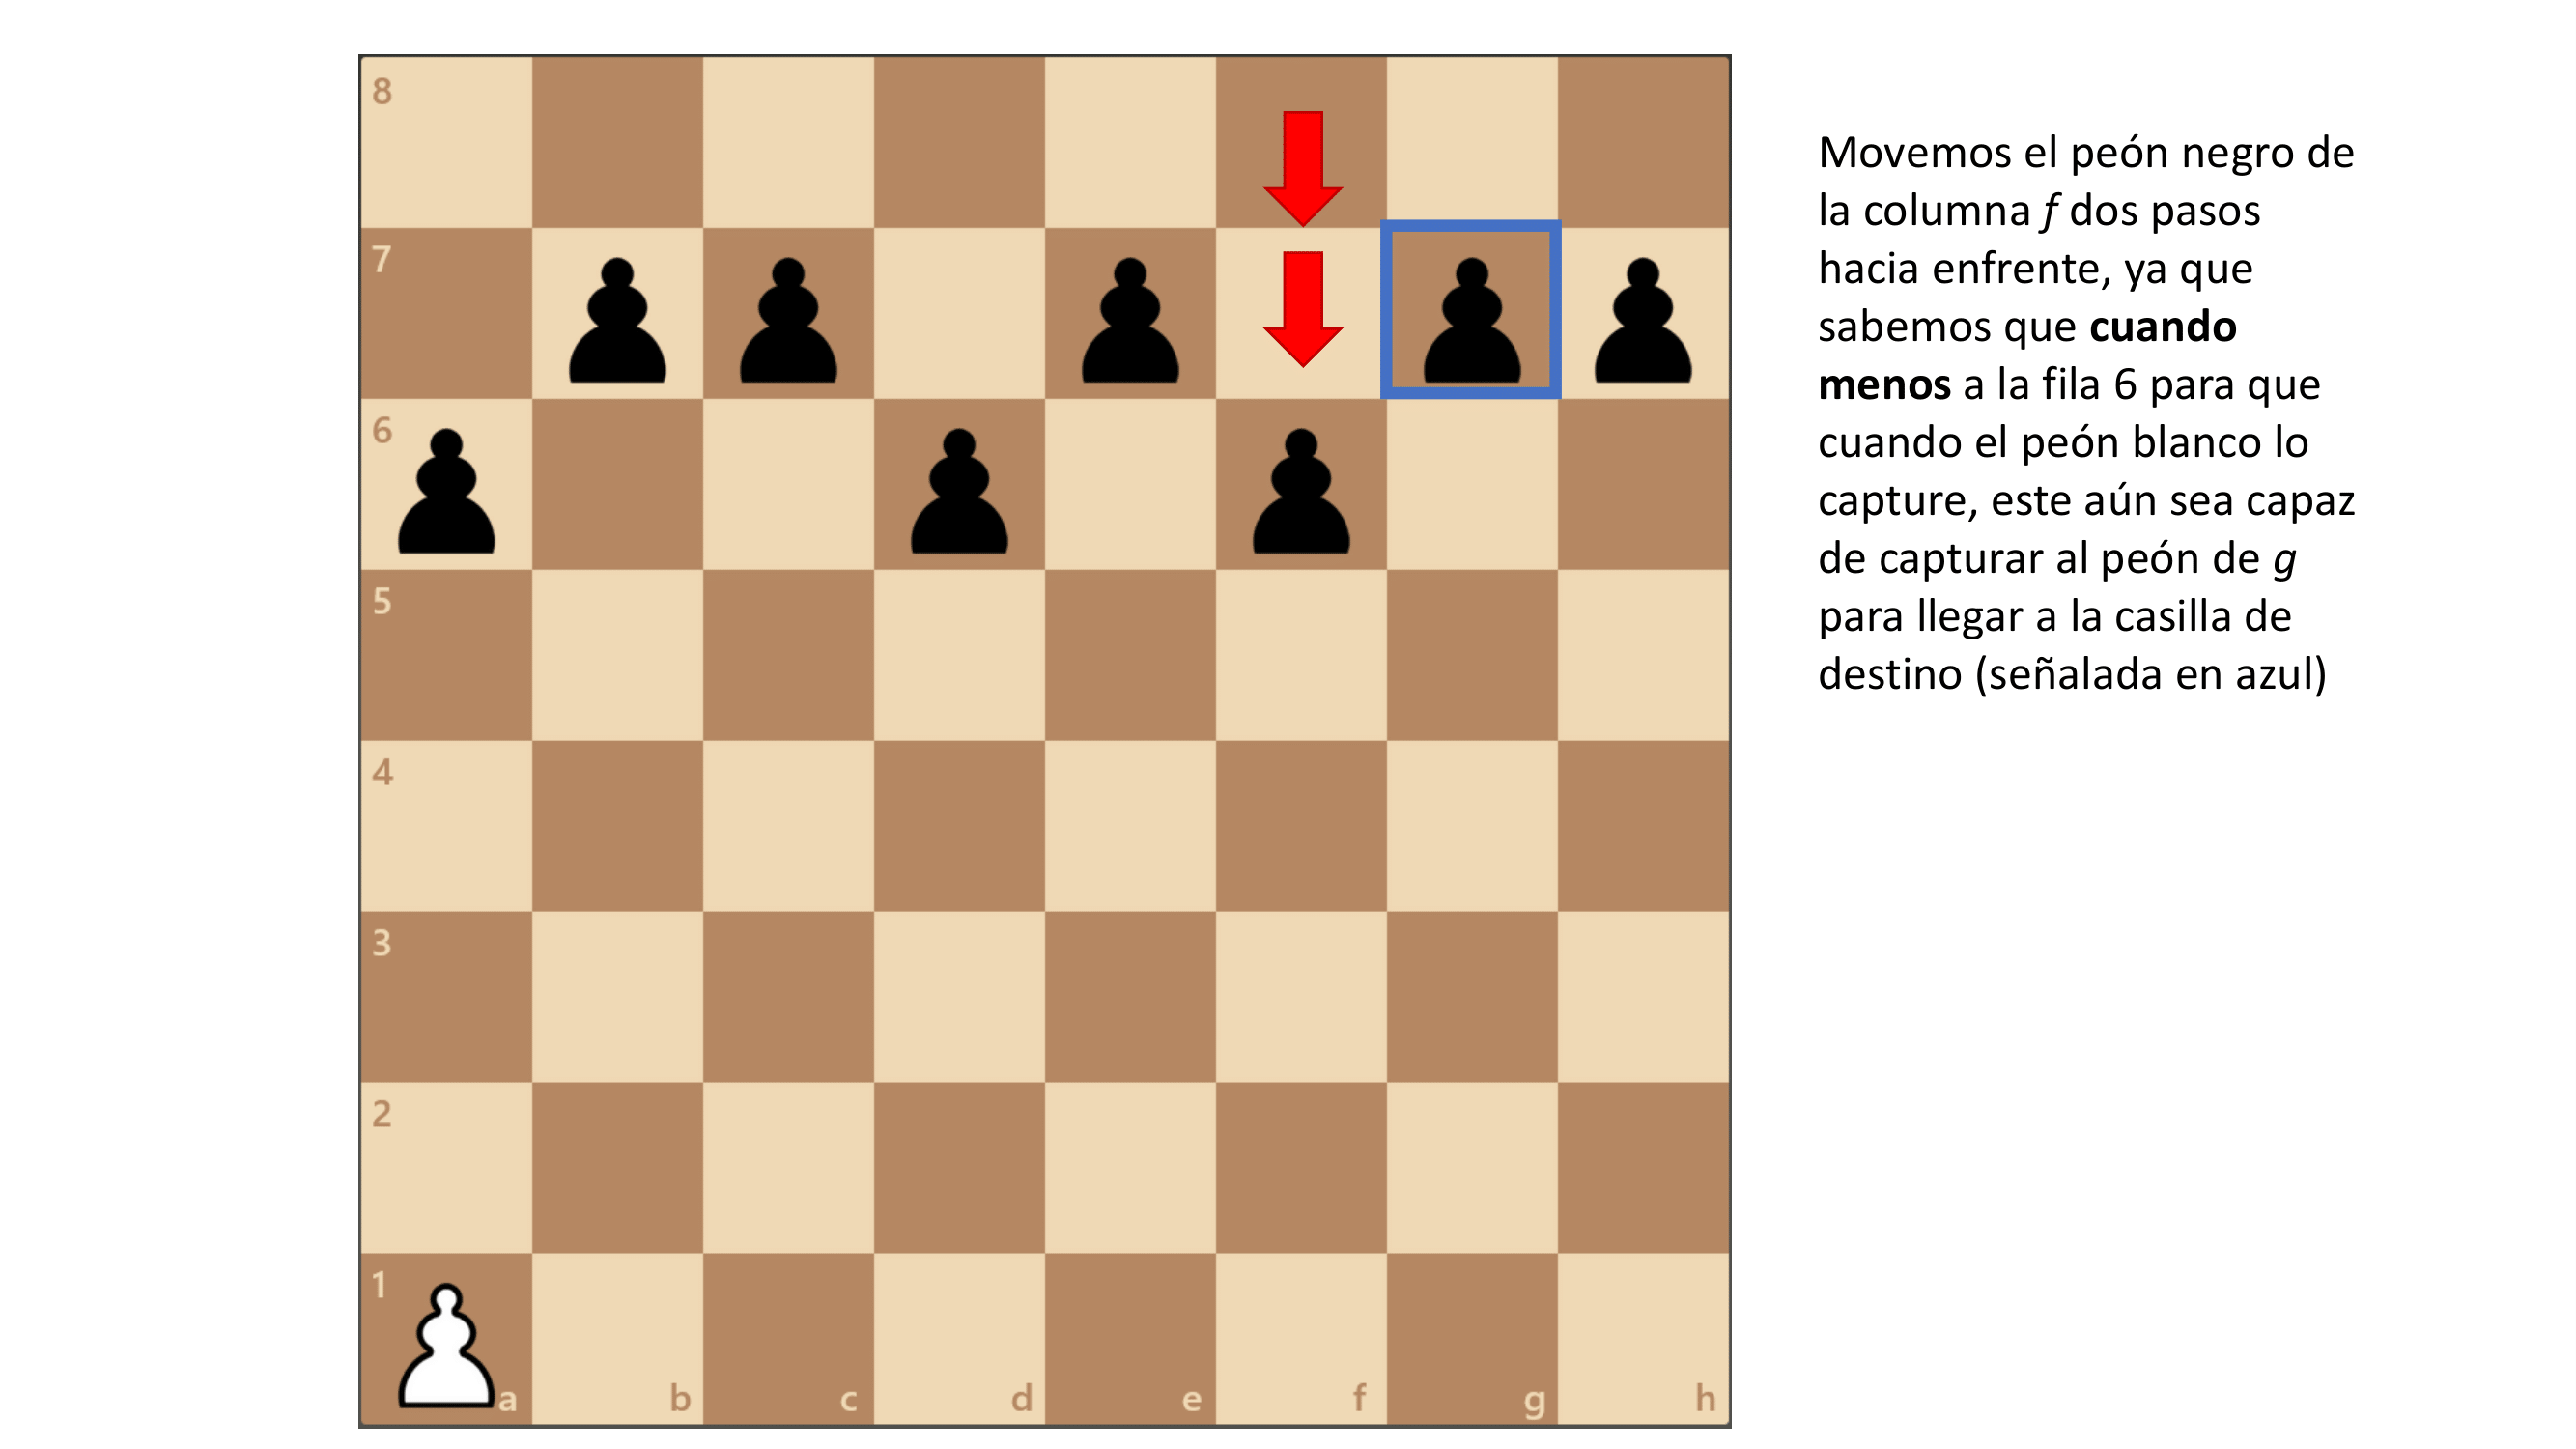 8
7
6
5
4
3
2
1
a b c d e f g h
Movemos el peón negro de
la columna f dos pasos
hacia enfrente, ya que
sabemos que cuando
menos a la fila 6 para que
cuando el peón blanco lo
capture, este aún sea capaz
de capturar al peón de g
para llegar a la casilla de
destino (señalada en azul)